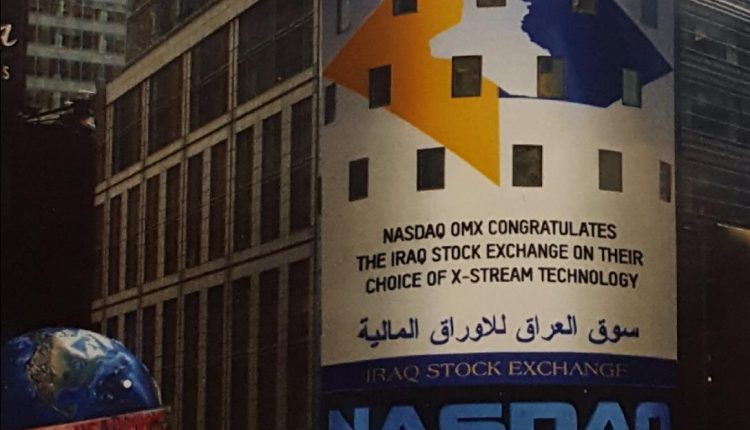 NASDAQ OMX CONGRATULATES
THE IRAQ STOCK EXCHANGE ON THEIR
CHOICE OF X-STREAM TECHNOLOGY
سوق العراق للاوراق المالية
IRAQ STOCK EXCHANGE
NASDAQ